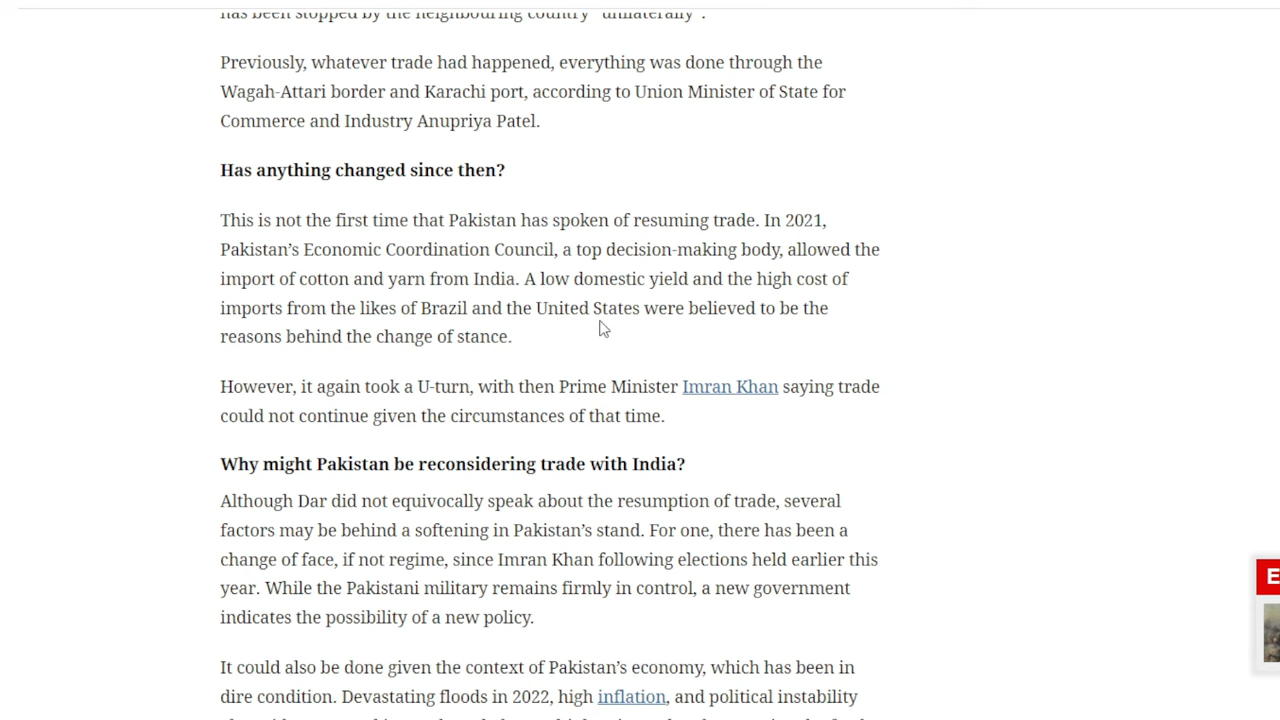 has been stopped by the neighbouring country "unilaterally".
Previously, whatever trade had happened, everything was done through the
Wagah-Attari border and Karachi port, according to Union Minister of State for
Commerce and Industry Anupriya Patel.
Has anything changed since then?
This is not the first time that Pakistan has spoken of resuming trade. In 2021,
Pakistan’s Economic Coordination Council, a top decision-making body, allowed the
import of cotton and yarn from India. A low domestic yield and the high cost of
imports from the likes of Brazil and the United States were believed to be the
reasons behind the change of stance.
However, it again took a U-turn, with then Prime Minister Imran Khan saying trade
could not continue given the circumstances of that time.
Why might Pakistan be reconsidering trade with India?
Although Dar did not equivocally speak about the resumption of trade, several
factors may be behind a softening in Pakistan’s stand. For one, there has been a
change of face, if not regime, since Imran Khan following elections held earlier this
year. While the Pakistani military remains firmly in control, a new government
indicates the possibility of a new policy.
E
It could also be done given the context of Pakistan’s economy, which has been in
dire condition. Devastating floods in 2022, high inflation, and political instability